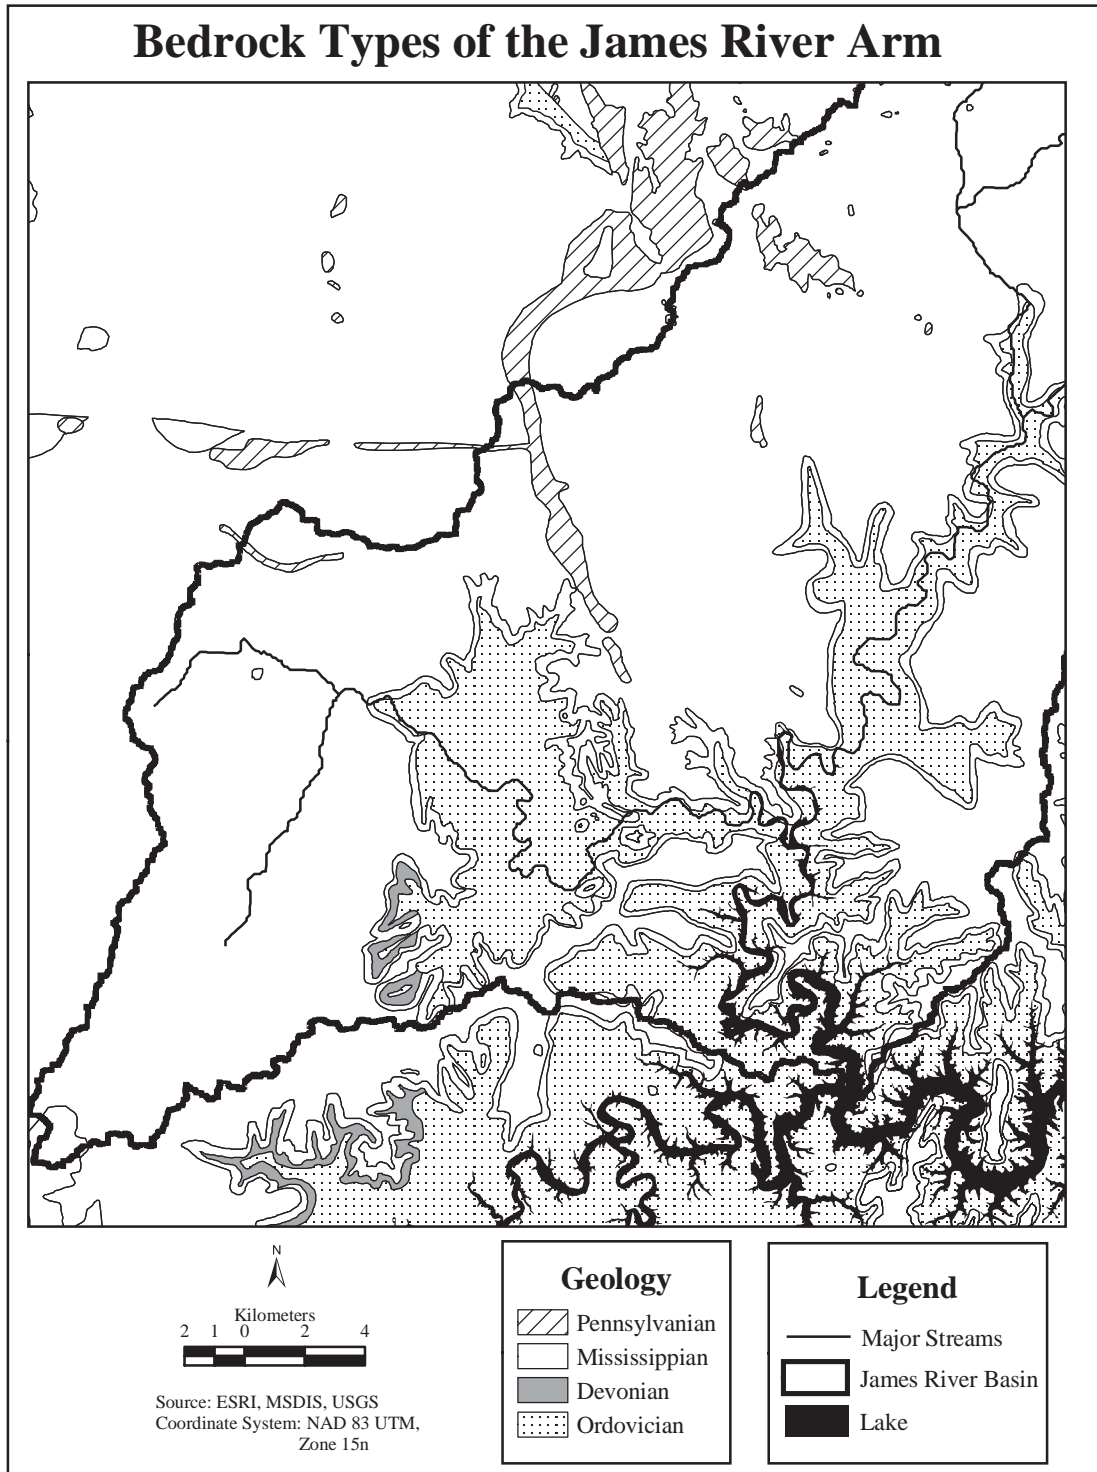 Bedrock Types of the James River Arm
N
Kilometers
2 1 0 2 4
Source: ESRI, MSDIS, USGS
Coordinate System: NAD 83 UTM,
Zone 15n
Geology
Pennsylvanian
Mississippian
Devonian
Ordovician
Legend
Major Streams
James River Basin
Lake